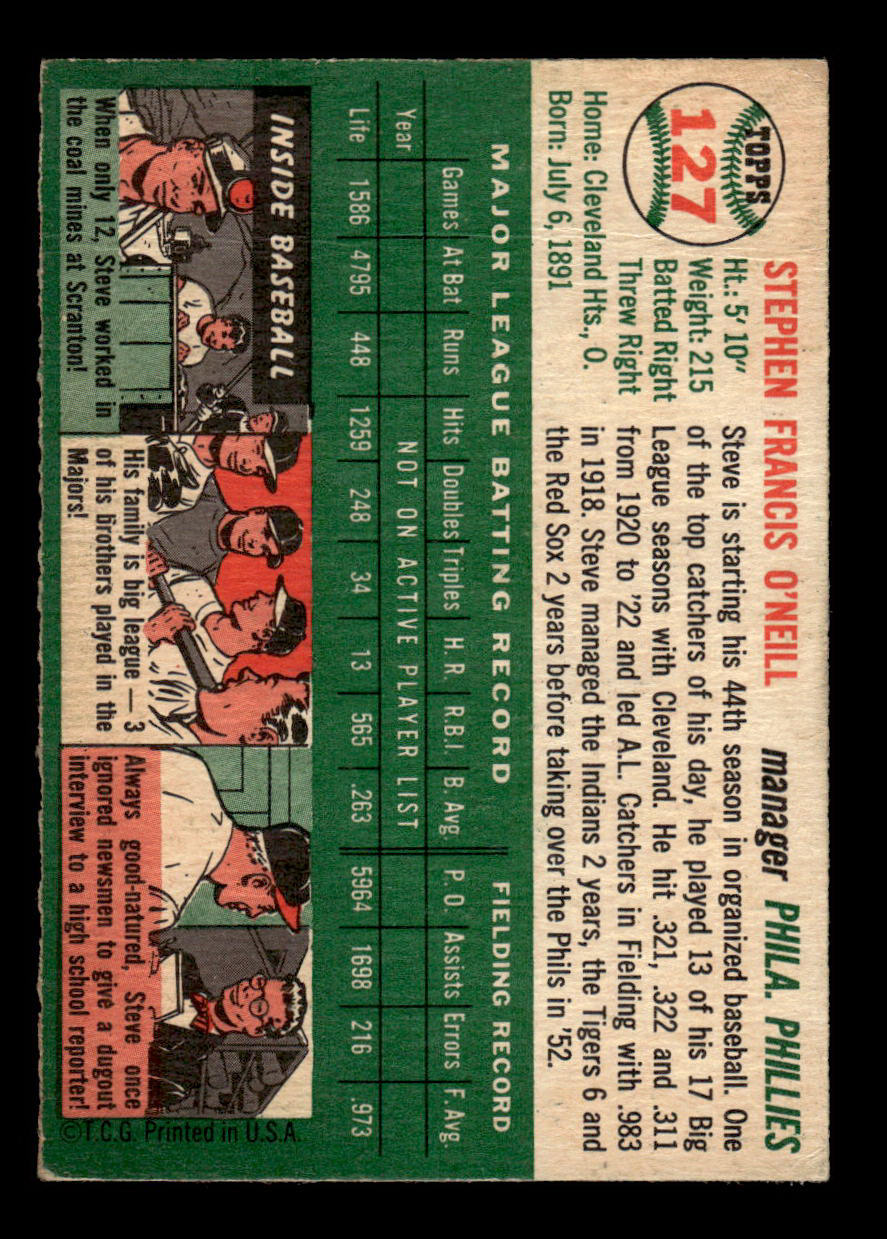 TOPPS
127
STEPHEN FRANCIS O'NEILL manager PHILA. PHILLIES
Ht.: 5' 10"
Weight: 215
Batted Right
Threw Right
Home: Cleveland Hts., O.
Born: July 6, 1891
Steve is starting his 44th season in organized baseball. One
of the top catchers of his day, he played 13 of his 17 Big
League seasons with Cleveland. He hit .321, .322 and .311
from 1920 to '22 and led A.L. Catchers in Fielding with .983
in 1918. Steve managed the Indians 2 years, the Tigers 6 and
the Red Sox 2 years before taking over the Phils in '52.
MAJOR LEAGUE BATTING RECORD FIELDING RECORD
Year Games At Bat Runs Hits Doubles Triples H. R. R.B.I. B. Avg. P. O. Assists Errors F. Avg.
NOT ON ACTIVE PLAYER LIST
Life 1586 4795 448 1259 248 34 13 565 .263 5964 1698 216 .973
INSIDE BASEBALL
When only 12, Steve worked in
the coal mines at Scranton!
His family is big league — 3
of his brothers played in the
Majors!
Always good-natured, Steve once
ignored newsmen to give a dugout
interview to a high school reporter!
©T.C.G. Printed in U.S.A.